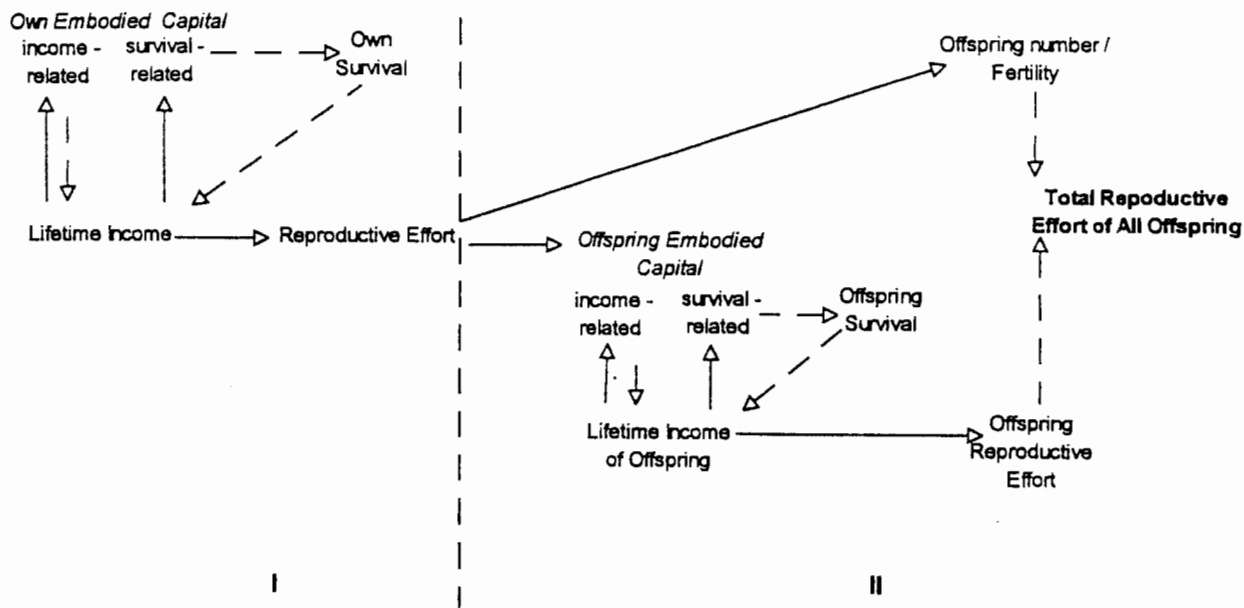 Own Embodied Capital
income -
related
survival -
related
Own
Survival
Lifetime Income
Reproductive Effort
Offspring number /
Fertility
Total Repoductive
Effort of All Offspring
Offspring Embodied
Capital
income -
related
survival -
related
Offspring
Survival
Lifetime Income
of Offspring
Offspring
Reproductive
Effort
I
II